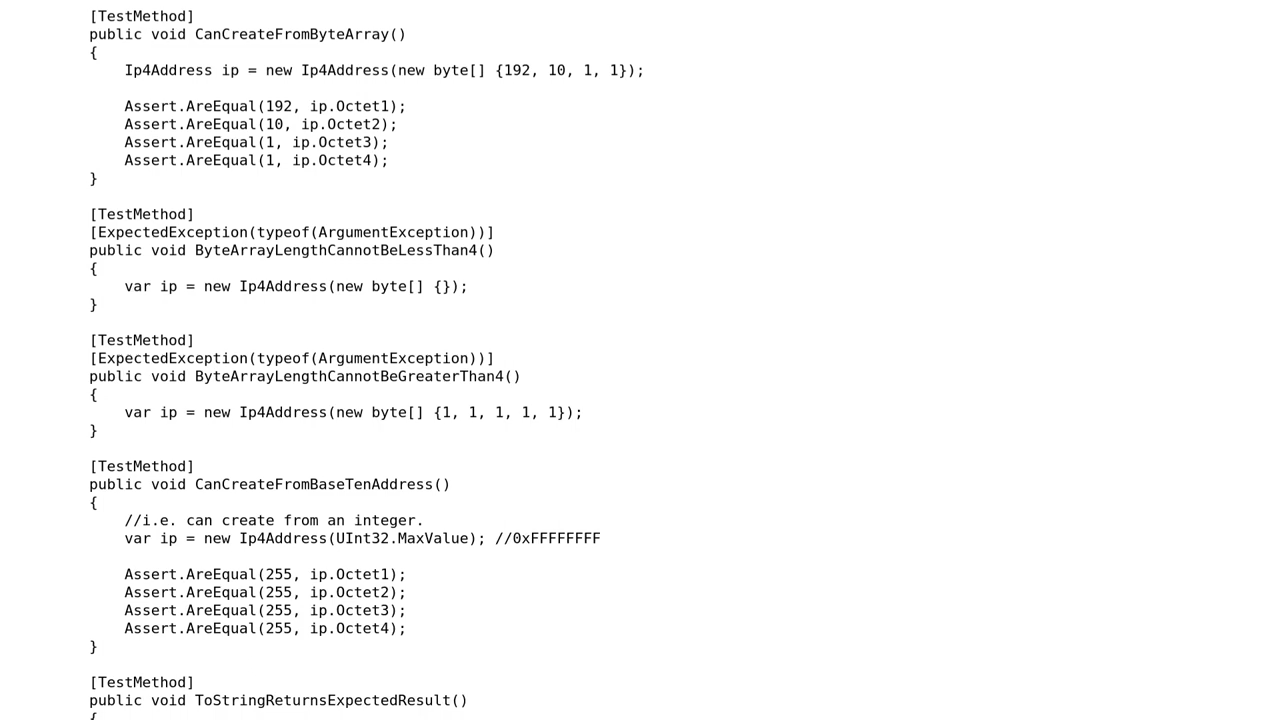 [TestMethod]
public void CanCreateFromByteArray()
{
    Ip4Address ip = new Ip4Address(new byte[] {192, 10, 1, 1});

    Assert.AreEqual(192, ip.Octet1);
    Assert.AreEqual(10, ip.Octet2);
    Assert.AreEqual(1, ip.Octet3);
    Assert.AreEqual(1, ip.Octet4);
}

[TestMethod]
[ExpectedException(typeof(ArgumentException))]
public void ByteArrayLengthCannotBeLessThan4()
{
    var ip = new Ip4Address(new byte[] {});
}

[TestMethod]
[ExpectedException(typeof(ArgumentException))]
public void ByteArrayLengthCannotBeGreaterThan4()
{
    var ip = new Ip4Address(new byte[] {1, 1, 1, 1, 1});
}

[TestMethod]
public void CanCreateFromBaseTenAddress()
{
    //i.e. can create from an integer.
    var ip = new Ip4Address(UInt32.MaxValue); //0xFFFFFFFF

    Assert.AreEqual(255, ip.Octet1);
    Assert.AreEqual(255, ip.Octet2);
    Assert.AreEqual(255, ip.Octet3);
    Assert.AreEqual(255, ip.Octet4);
}

[TestMethod]
public void ToStringReturnsExpectedResult()
{